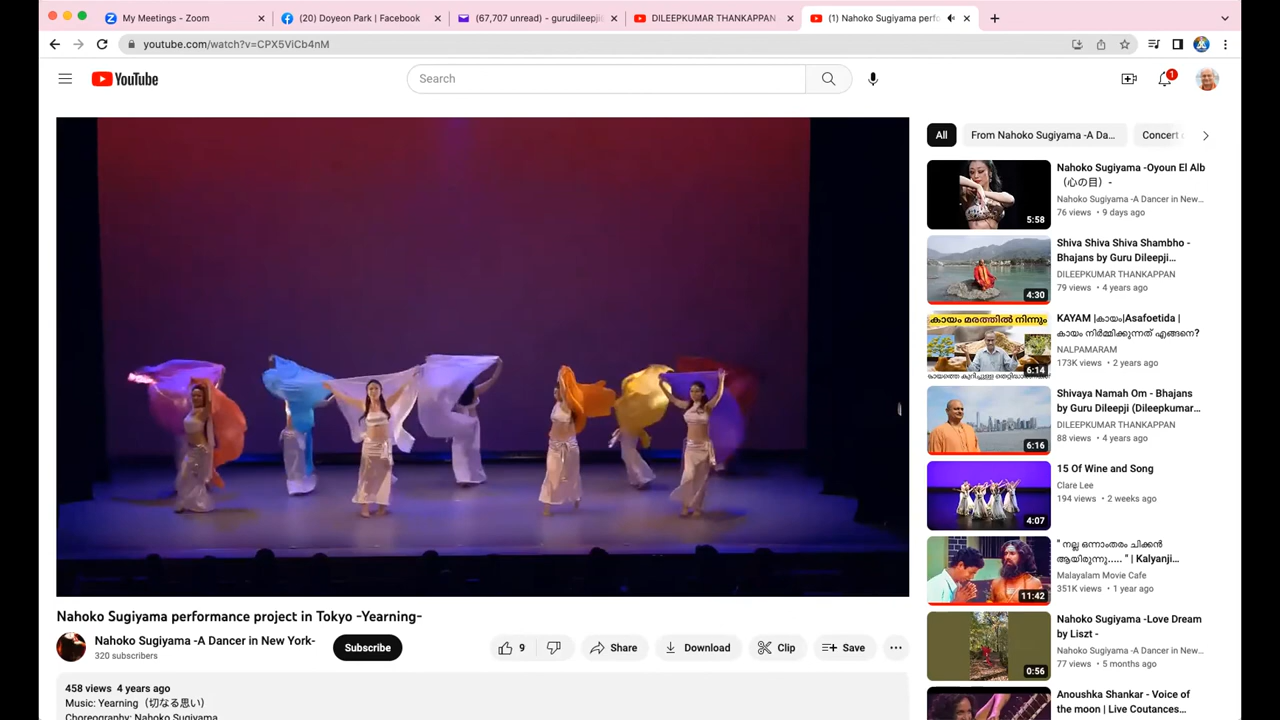 My Meetings - Zoom
(20) Doyeon Park | Facebook
(67,707 unread) - gurudileepji
DILEEPKUMAR THANKAPPAN
(1) Nahoko Sugiyama perfo
youtube.com/watch?v=CPX5ViCb4nM
YouTube
Search
1
All
From Nahoko Sugiyama -A Da...
Concert
Nahoko Sugiyama -Oyoun El Alb
（心の目）-
Nahoko Sugiyama -A Dancer in New...
76 views • 9 days ago
5:58
Shiva Shiva Shiva Shambho -
Bhajans by Guru Dileepji...
DILEEPKUMAR THANKAPPAN
79 views • 4 years ago
4:30
കായം മരത്തിൽ നിന്നും
KAYAM |കായം|Asafoetida |
കായം നിർമ്മിക്കുന്നത് എങ്ങനെ?
NALPAMARAM
173K views • 2 years ago
6:14
Shivaya Namah Om - Bhajans
by Guru Dileepji (Dileepkumar...
DILEEPKUMAR THANKAPPAN
88 views • 4 years ago
6:16
15 Of Wine and Song
Clare Lee
194 views • 2 weeks ago
4:07
" നല്ല ഒന്നാംതരം ചിക്കൻ
ആയിരുന്നു..... " | Kalyanji...
Malayalam Movie Cafe
351K views • 1 year ago
11:42
Nahoko Sugiyama -Love Dream
by Liszt -
Nahoko Sugiyama -A Dancer in New...
77 views • 5 months ago
0:56
Anoushka Shankar - Voice of
the moon | Live Coutances...
Nahoko Sugiyama performance project in Tokyo -Yearning-
Nahoko Sugiyama -A Dancer in New York-
320 subscribers
Subscribe
9
Share
Download
Clip
Save
458 views 4 years ago
Music: Yearning（切なる思い）
Choreography: Nahoko Sugiyama